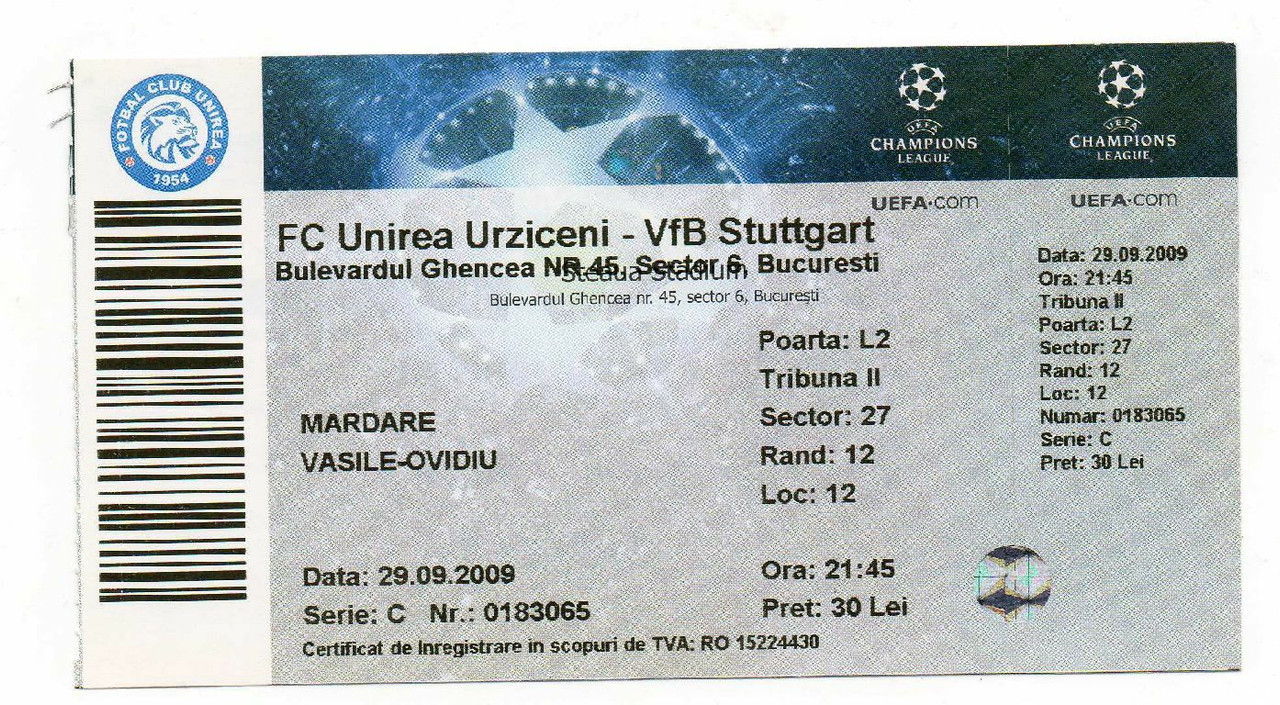 FOTBAL CLUB UNIREA
1954
UEFA
CHAMPIONS
LEAGUE
UEFA
CHAMPIONS
LEAGUE
UEFA.com
UEFA.com
FC Unirea Urziceni - VfB Stuttgart
Bulevardul Ghencea NR.45, Sector 6, Bucuresti
Steaua Stadium
Bulevardul Ghencea nr. 45, sector 6, Bucureşti
Poarta: L2
Tribuna II
Sector: 27
Rand: 12
Loc: 12
MARDARE
VASILE-OVIDIU
Data: 29.09.2009
Ora: 21:45
Serie: C Nr.: 0183065
Pret: 30 Lei
Certificat de Inregistrare in scopuri de TVA: RO 15224430
Data: 29.09.2009
Ora: 21:45
Tribuna II
Poarta: L2
Sector: 27
Rand: 12
Loc: 12
Numar: 0183065
Serie: C
Pret: 30 Lei